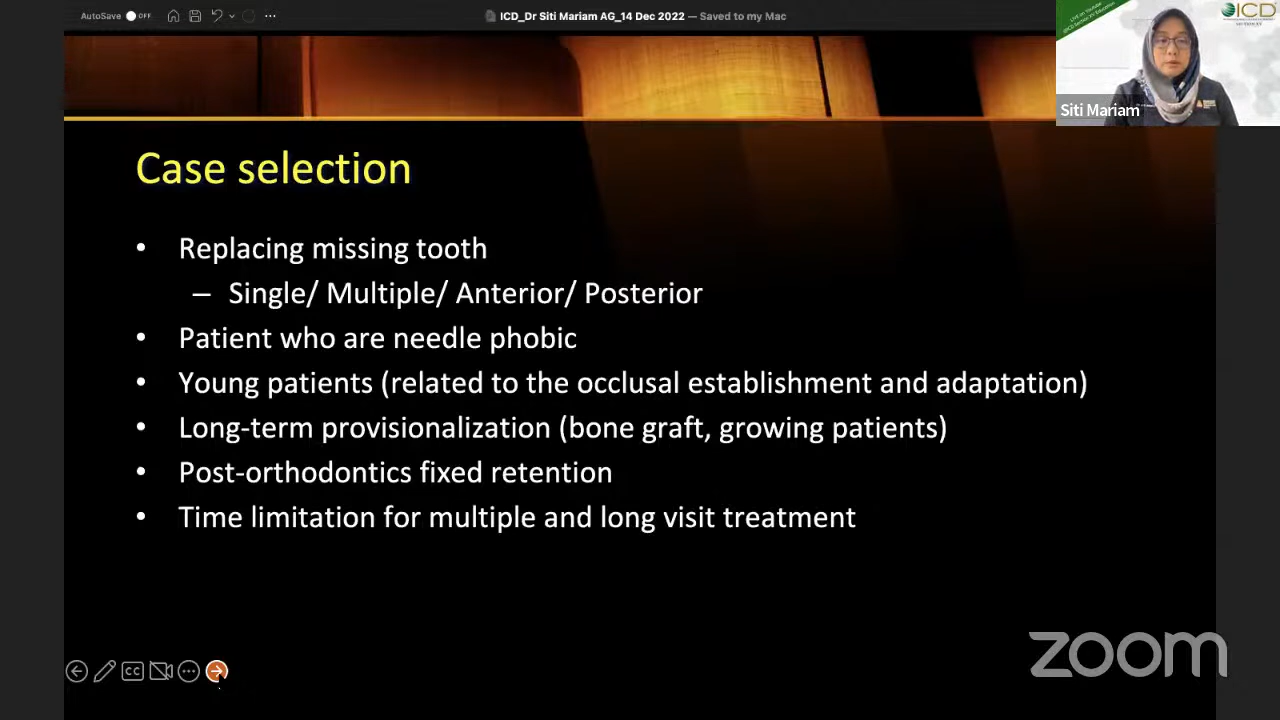 AutoSave OFF
ICD_Dr Siti Mariam AG_14 Dec 2022 — Saved to my Mac
ICD
Siti Mariam
Case selection
• Replacing missing tooth
– Single/ Multiple/ Anterior/ Posterior
• Patient who are needle phobic
• Young patients (related to the occlusal establishment and adaptation)
• Long-term provisionalization (bone graft, growing patients)
• Post-orthodontics fixed retention
• Time limitation for multiple and long visit treatment
CC
zoom